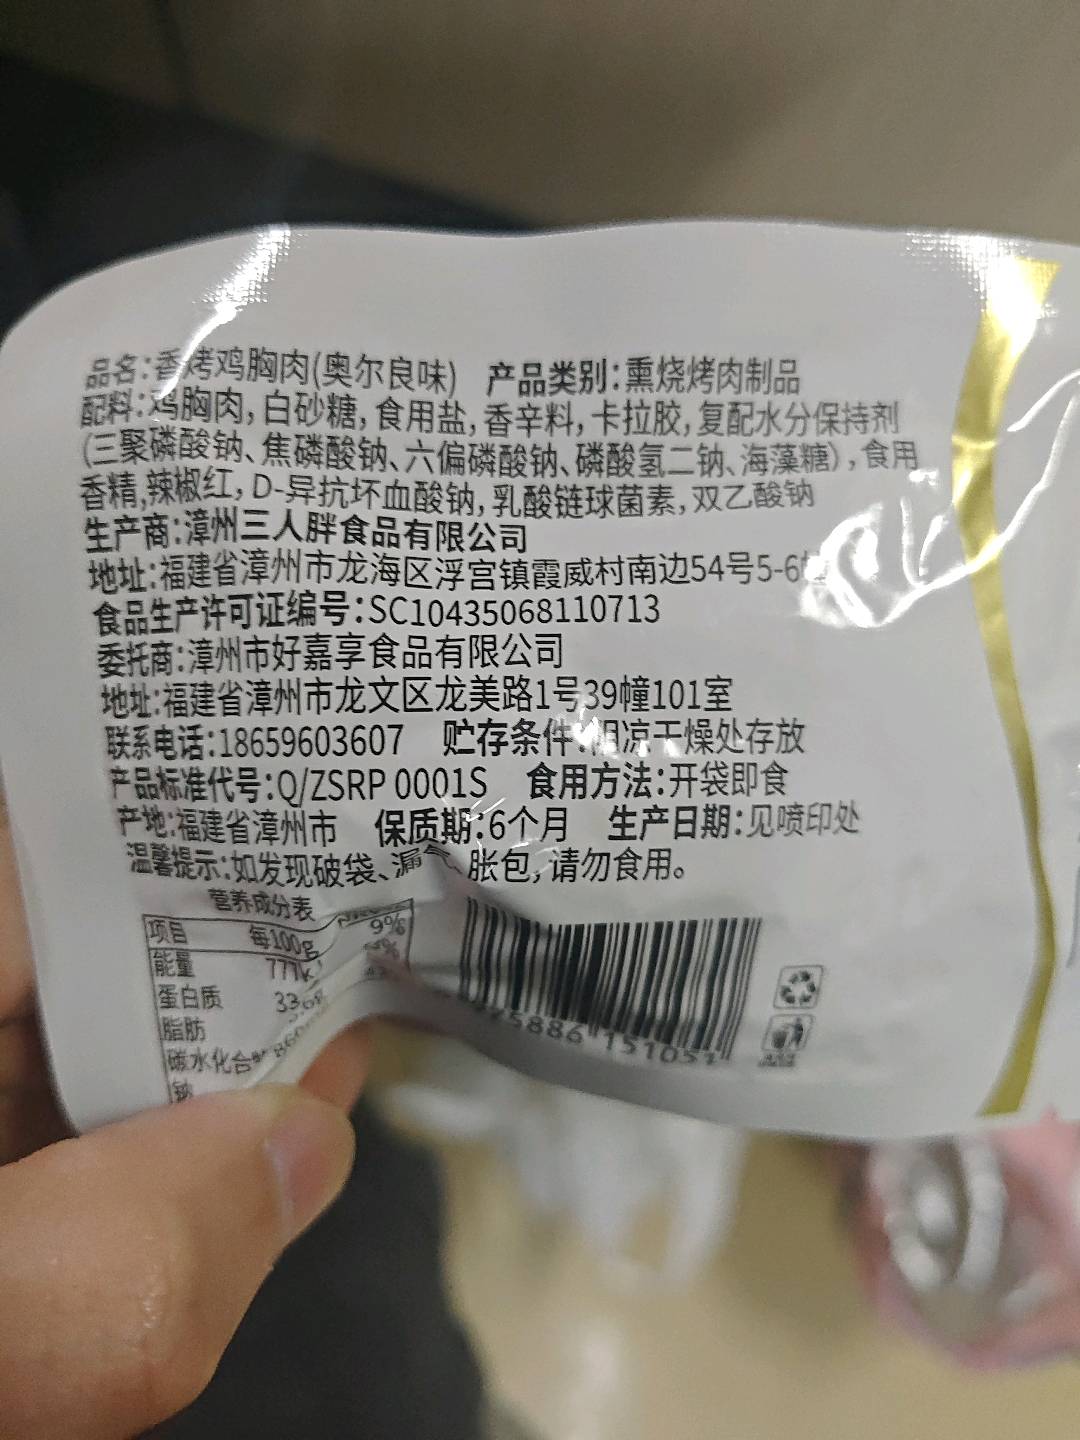 品名:香烤鸡胸肉(奥尔良味) 产品类别:熏烧烤肉制品
配料:鸡胸肉,白砂糖,食用盐,香辛料,卡拉胶,复配水分保持剂
(三聚磷酸钠、焦磷酸钠、六偏磷酸钠、磷酸氢二钠、海藻糖),食用
香精,辣椒红,D-异抗坏血酸钠,乳酸链球菌素,双乙酸钠
生产商:漳州三人胖食品有限公司
地址:福建省漳州市龙海区浮宫镇霞威村南边54号5-6
食品生产许可证编号:SC10435068110713
委托商:漳州市好嘉享食品有限公司
地址:福建省漳州市龙文区龙美路1号39幢101室
联系电话:18659603607 贮存条件:阴凉干燥处存放
产品标准代号:Q/ZSRP 0001S 食用方法:开袋即食
产地:福建省漳州市 保质期:6个月 生产日期:见喷印处
温馨提示:如发现破袋、漏气、胀包,请勿食用。
营养成分表
项目 每100g
能量 9%
蛋白质
脂肪
碳水化合
钠
5886 151051